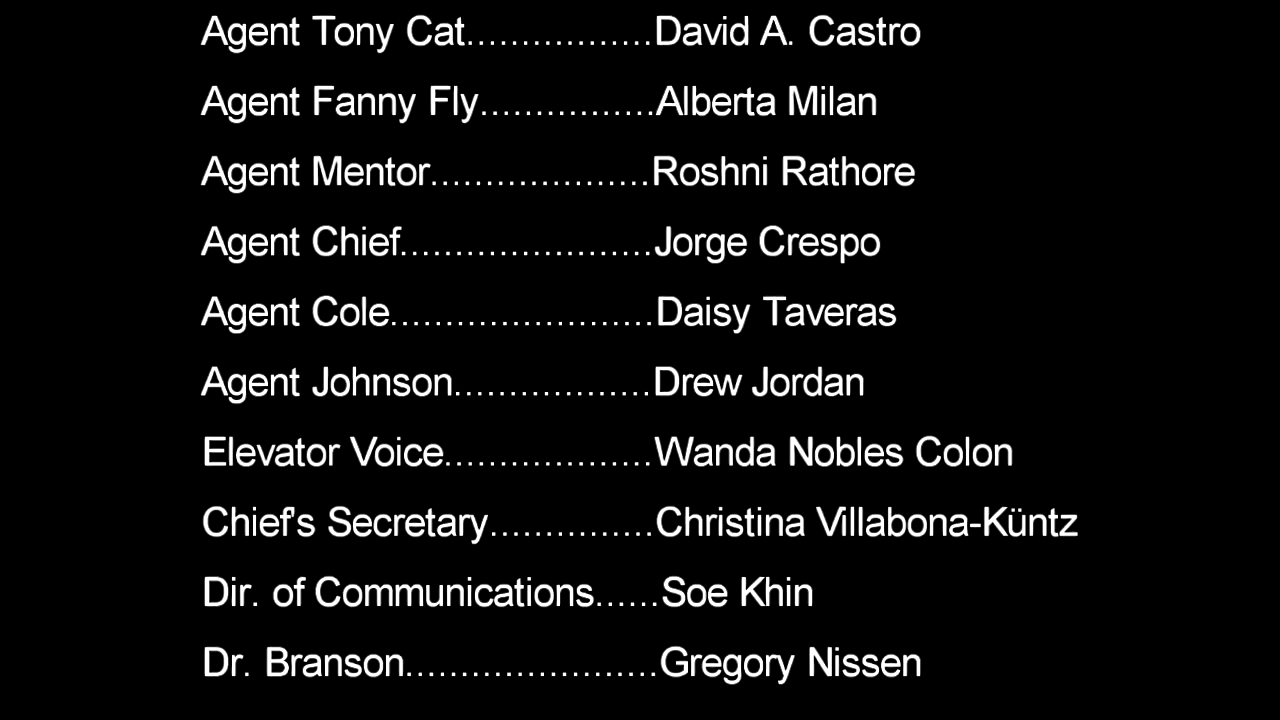 Agent Tony Cat.................David A. Castro
Agent Fanny Fly................Alberta Milan
Agent Mentor....................Roshni Rathore
Agent Chief.......................Jorge Crespo
Agent Cole........................Daisy Taveras
Agent Johnson..................Drew Jordan
Elevator Voice...................Wanda Nobles Colon
Chief's Secretary...............Christina Villabona-Küntz
Dir. of Communications......Soe Khin
Dr. Branson.......................Gregory Nissen